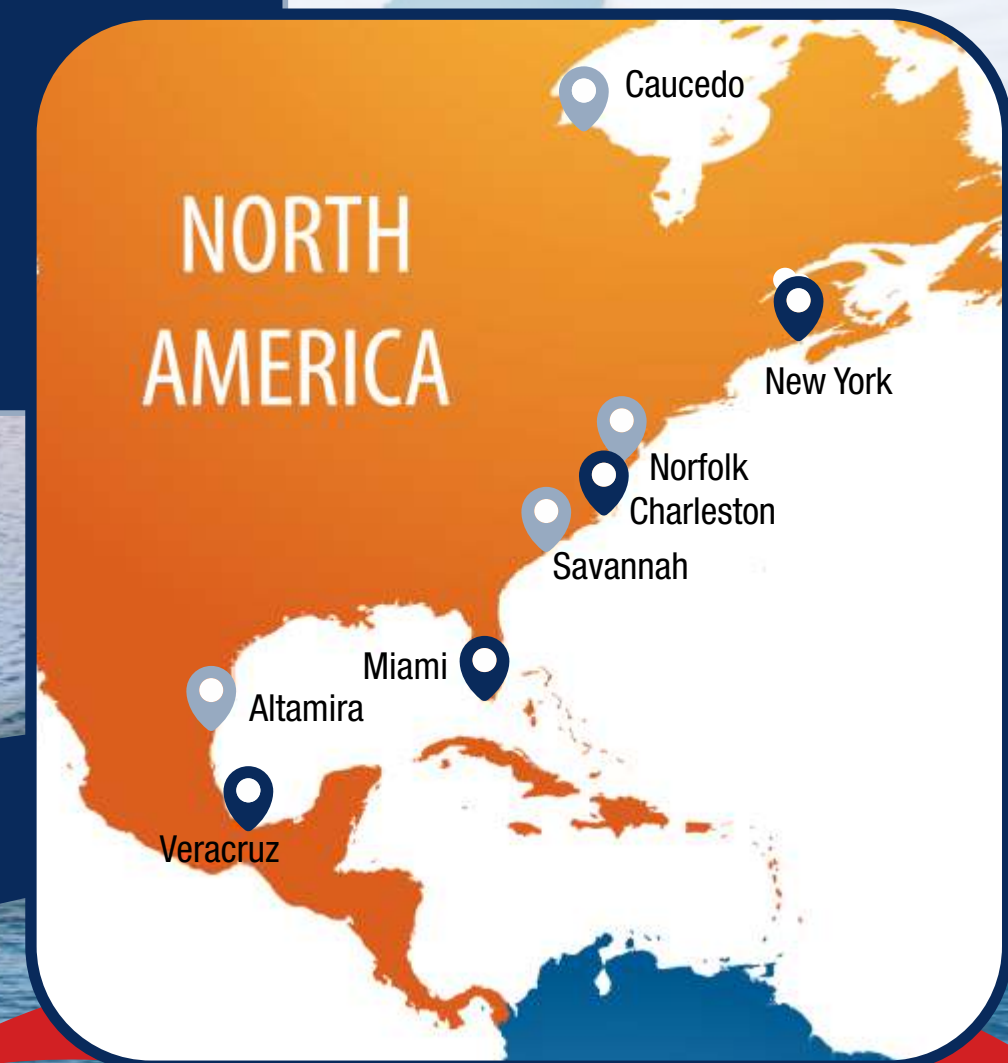 Caucedo
NORTH
AMERICA
New York
Norfolk
Charleston
Savannah
Miami
Altamira
Veracruz